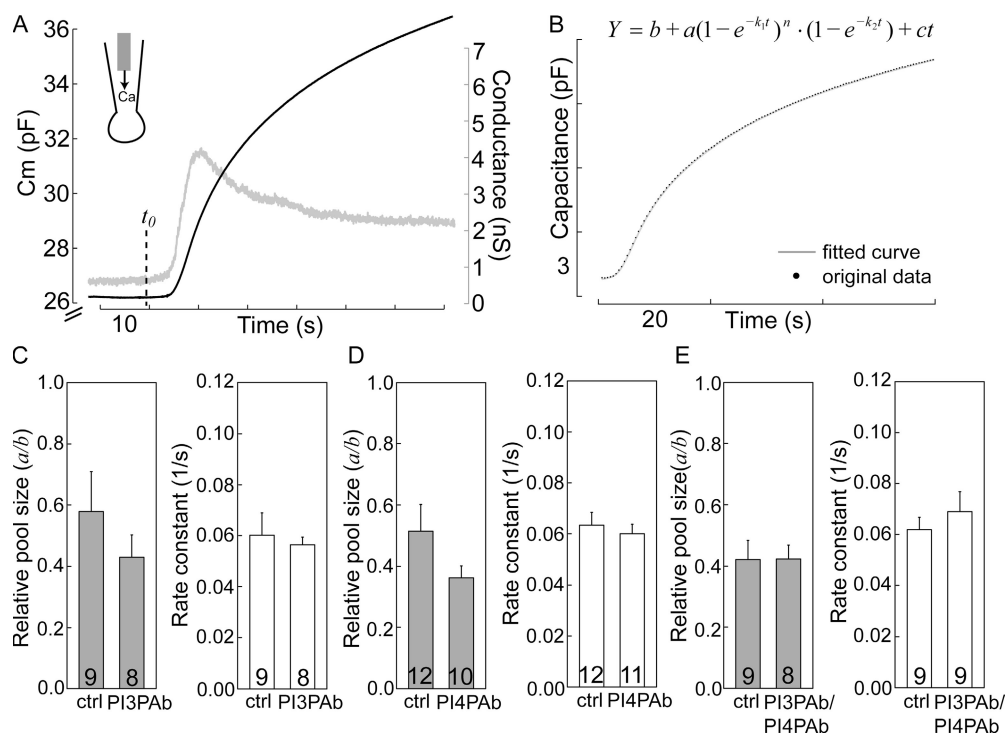 A
36
34
32
30
29
28
26
Cm (pF)
Ca
t0
7
6
5
4
3
2
1
0
Conductance (nS)
10
Time (s)
B
Y = b + a(1 − e^{−k_1 t})^n · (1 − e^{−k_2 t}) + ct
Capacitance (pF)
3
fitted curve
original data
20
Time (s)
C
Relative pool size (a/b)
1.0
0.8
0.6
0.4
0.2
0.0
9
8
ctrl PI3PAb
Rate constant (1/s)
0.12
0.10
0.08
0.06
0.04
0.02
0.00
9
8
ctrl PI3PAb
D
Relative pool size (a/b)
1.0
0.8
0.6
0.4
0.2
0.0
12
10
ctrl PI4PAb
Rate constant (1/s)
0.12
0.10
0.08
0.06
0.04
0.02
0.00
12
11
ctrl PI4PAb
E
Relative pool size(a/b)
1.0
0.8
0.6
0.4
0.2
0.0
9
8
ctrl PI3PAb/
PI4PAb
Rate constant (1/s)
0.12
0.10
0.08
0.06
0.04
0.02
0.00
9
9
ctrl PI3PAb/
PI4PAb